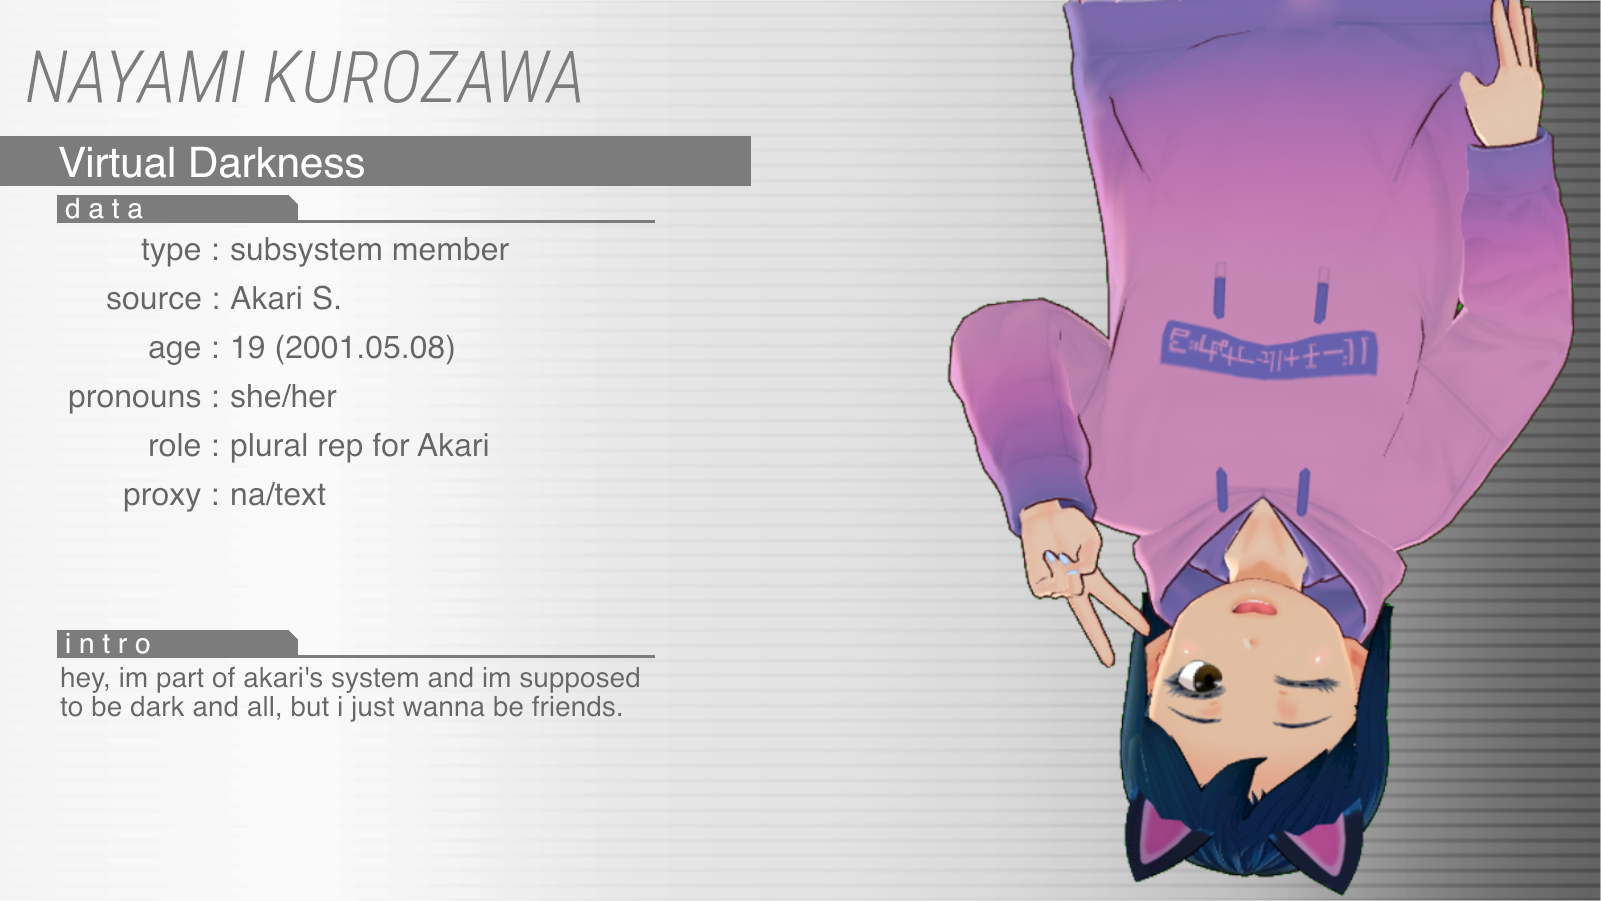 NAYAMI KUROZAWA
Virtual Darkness
data
type : subsystem member
source : Akari S.
age : 19 (2001.05.08)
pronouns : she/her
role : plural rep for Akari
proxy : na/text
intro
hey, im part of akari's system and im supposed
to be dark and all, but i just wanna be friends.